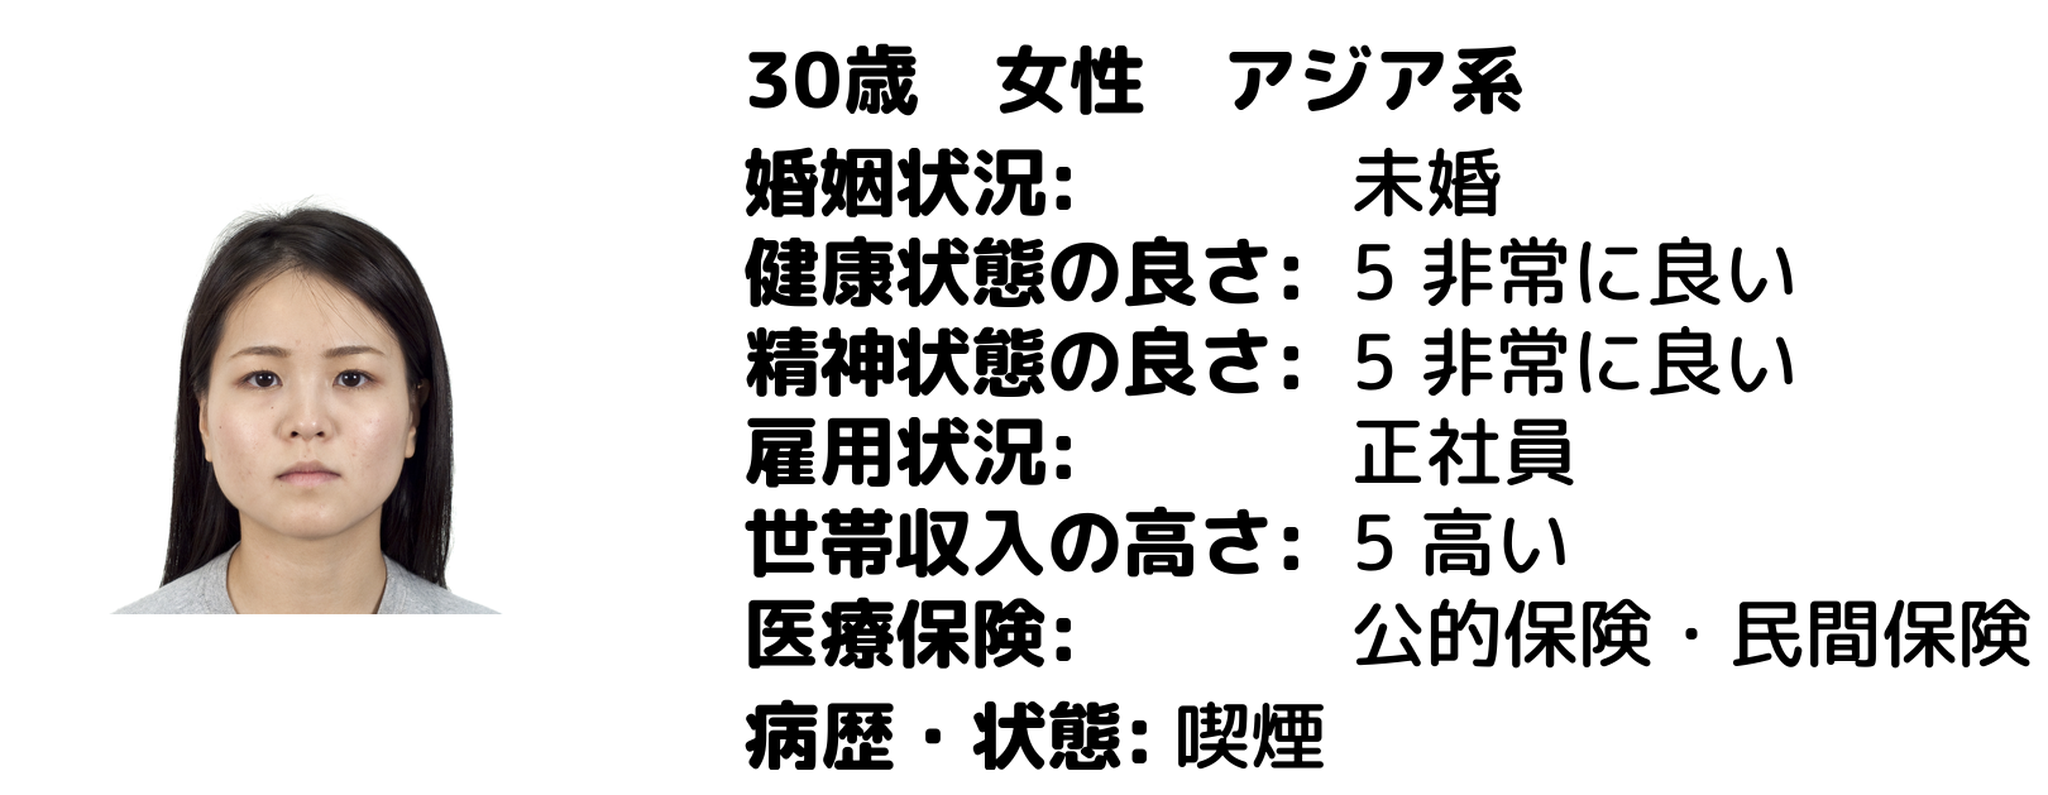 30歳　女性　アジア系
婚姻状況: 未婚
健康状態の良さ: 5 非常に良い
精神状態の良さ: 5 非常に良い
雇用状況: 正社員
世帯収入の高さ: 5 高い
医療保険: 公的保険・民間保険
病歴・状態: 喫煙